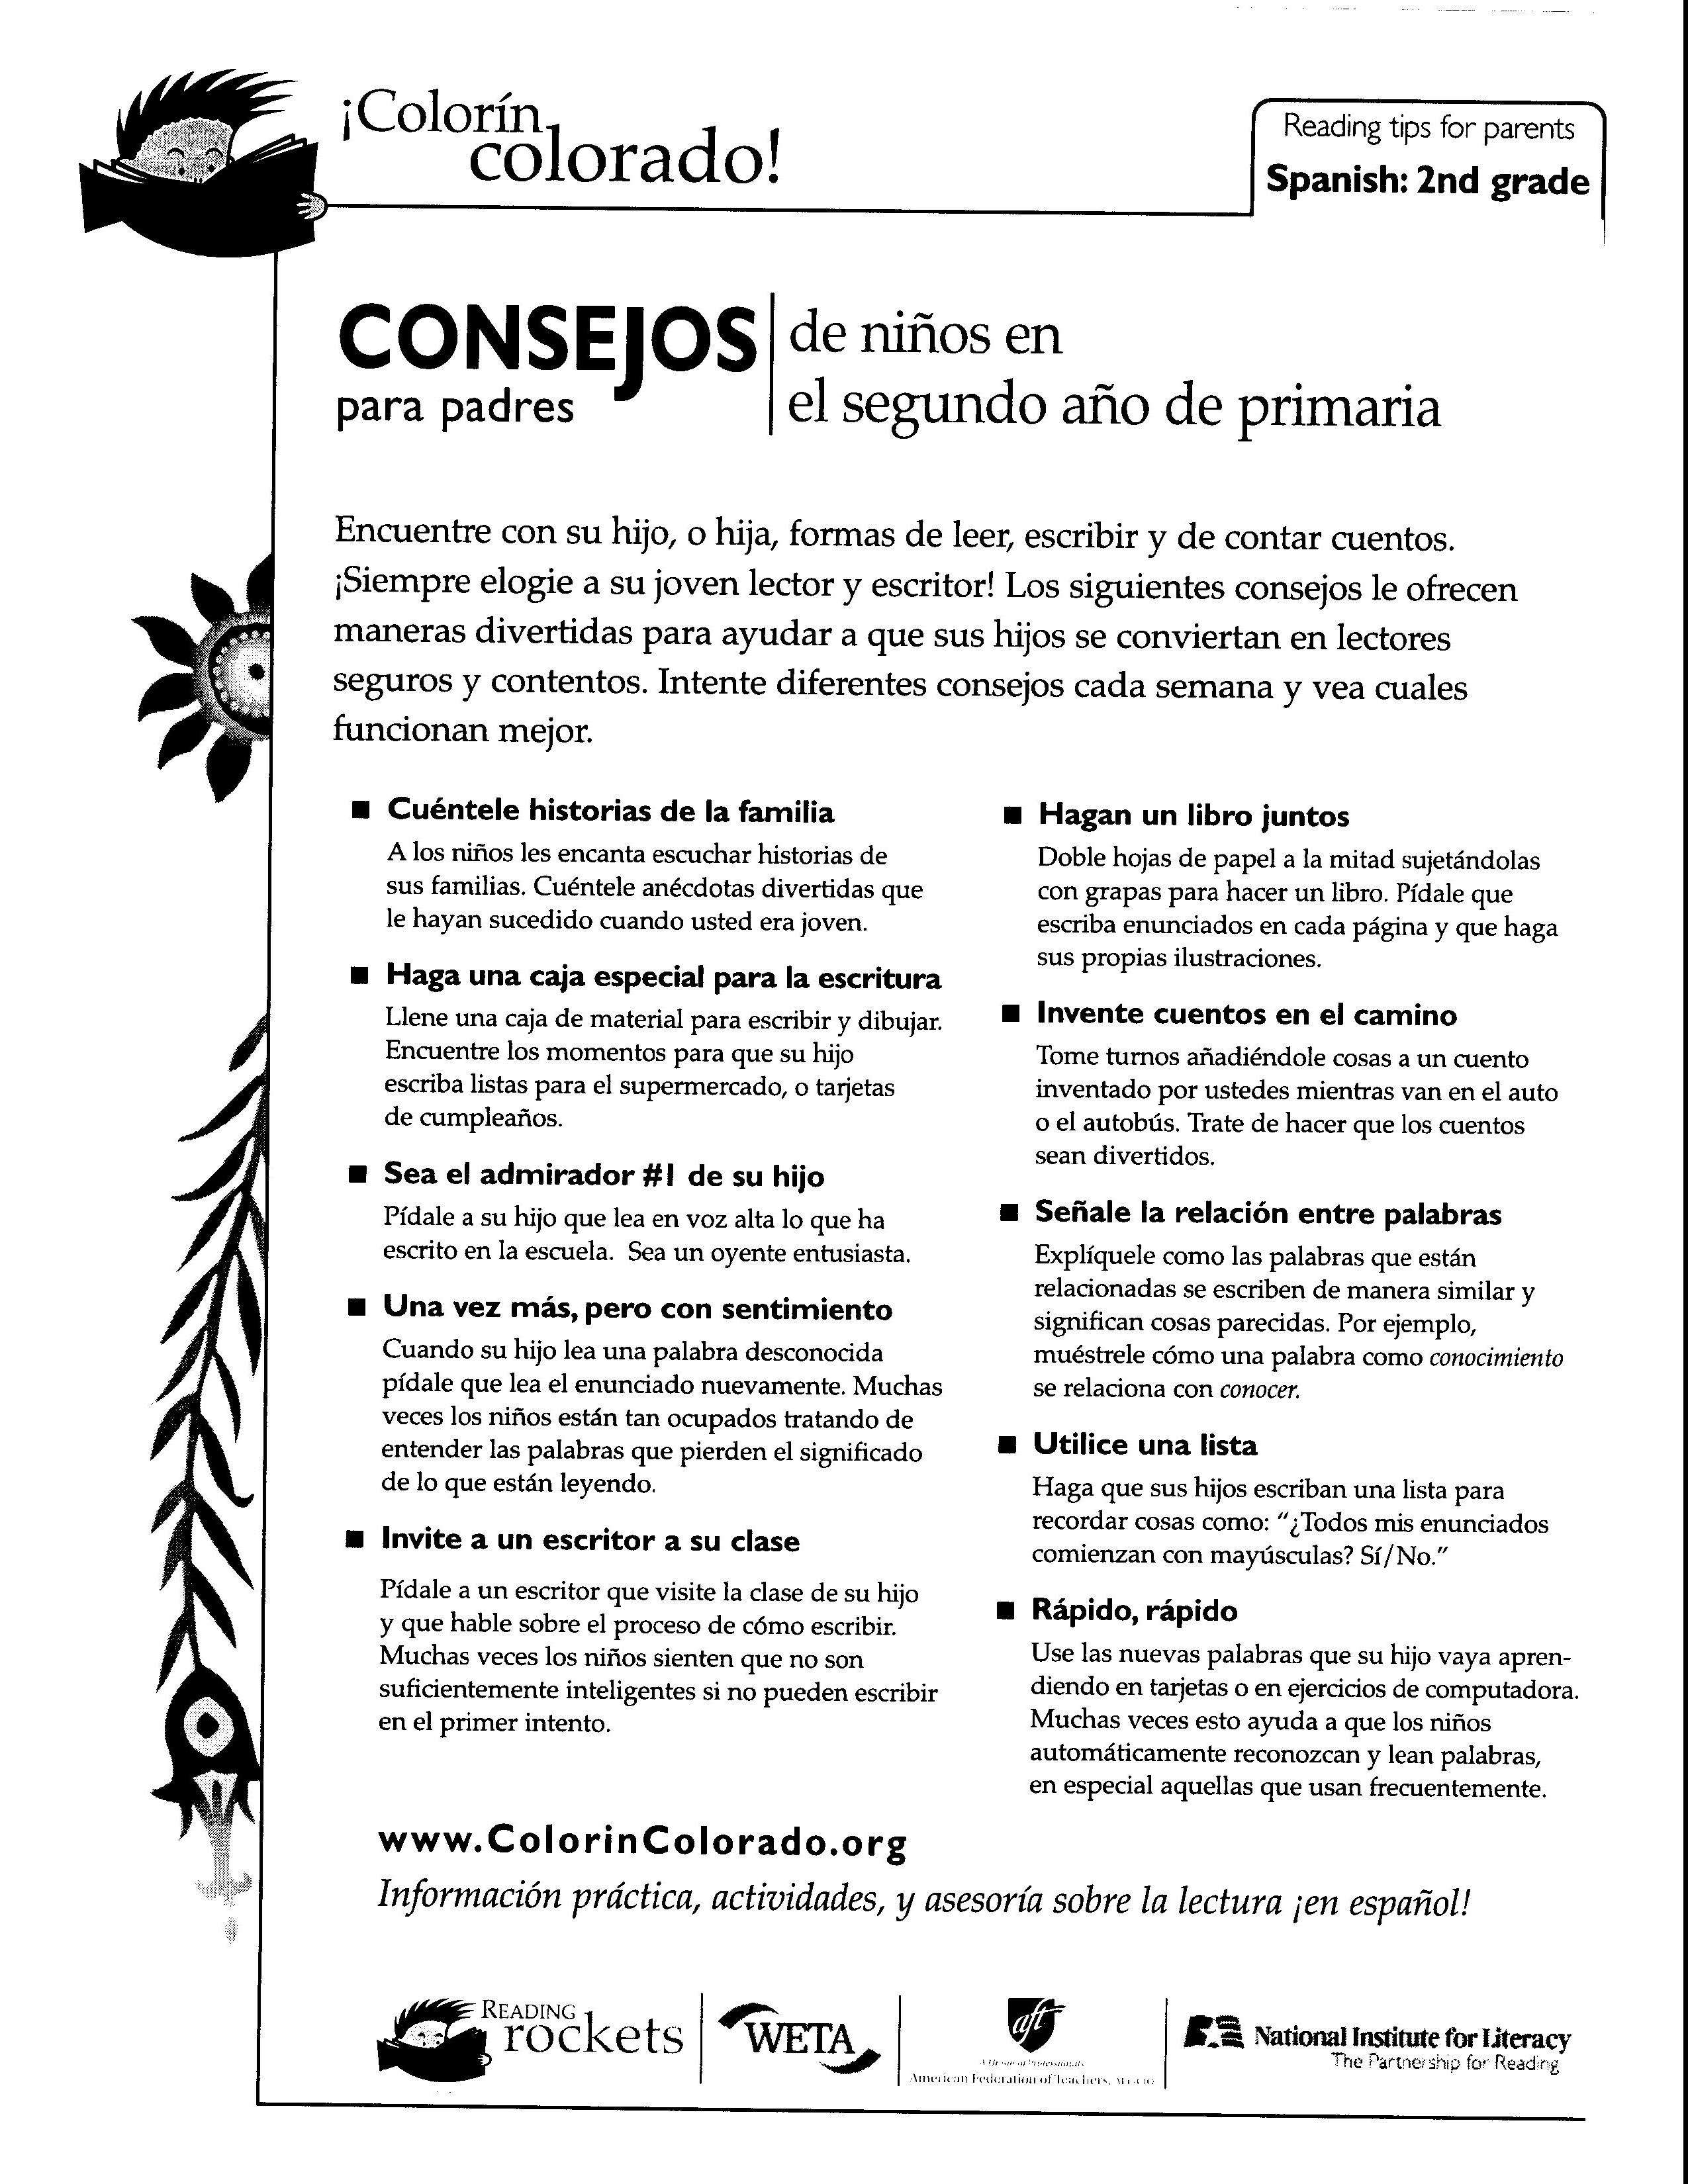 ¡Colorín
colorado!
Reading tips for parents
Spanish: 2nd grade
CONSEJOS
para padres
de niños en
el segundo año de primaria
Encuentre con su hijo, o hija, formas de leer, escribir y de contar cuentos.
¡Siempre elogie a su joven lector y escritor! Los siguientes consejos le ofrecen
maneras divertidas para ayudar a que sus hijos se conviertan en lectores
seguros y contentos. Intente diferentes consejos cada semana y vea cuales
funcionan mejor.
■ Cuéntele historias de la familia
A los niños les encanta escuchar historias de
sus familias. Cuéntele anécdotas divertidas que
le hayan sucedido cuando usted era joven.
■ Haga una caja especial para la escritura
Llene una caja de material para escribir y dibujar.
Encuentre los momentos para que su hijo
escriba listas para el supermercado, o tarjetas
de cumpleaños.
■ Sea el admirador #1 de su hijo
Pídale a su hijo que lea en voz alta lo que ha
escrito en la escuela. Sea un oyente entusiasta.
■ Una vez más, pero con sentimiento
Cuando su hijo lea una palabra desconocida
pídale que lea el enunciado nuevamente. Muchas
veces los niños están tan ocupados tratando de
entender las palabras que pierden el significado
de lo que están leyendo.
■ Invite a un escritor a su clase
Pídale a un escritor que visite la clase de su hijo
y que hable sobre el proceso de cómo escribir.
Muchas veces los niños sienten que no son
suficientemente inteligentes si no pueden escribir
en el primer intento.
■ Hagan un libro juntos
Doble hojas de papel a la mitad sujetándolas
con grapas para hacer un libro. Pídale que
escriba enunciados en cada página y que haga
sus propias ilustraciones.
■ Invente cuentos en el camino
Tome turnos añadiéndole cosas a un cuento
inventado por ustedes mientras van en el auto
o el autobús. Trate de hacer que los cuentos
sean divertidos.
■ Señale la relación entre palabras
Explíquele como las palabras que están
relacionadas se escriben de manera similar y
significan cosas parecidas. Por ejemplo,
muéstrele cómo una palabra como conocimiento
se relaciona con conocer.
■ Utilice una lista
Haga que sus hijos escriban una lista para
recordar cosas como: "¿Todos mis enunciados
comienzan con mayúsculas? Sí/No."
■ Rápido, rápido
Use las nuevas palabras que su hijo vaya apren-
diendo en tarjetas o en ejercicios de computadora.
Muchas veces esto ayuda a que los niños
automáticamente reconozcan y lean palabras,
en especial aquellas que usan frecuentemente.
www.ColorinColorado.org
Información práctica, actividades, y asesoría sobre la lectura ¡en español!
READING
rockets
WETA
aft
A Union of Professionals
American Federation of Teachers, AFL-CIO
National Institute for Literacy
The Partnership for Reading